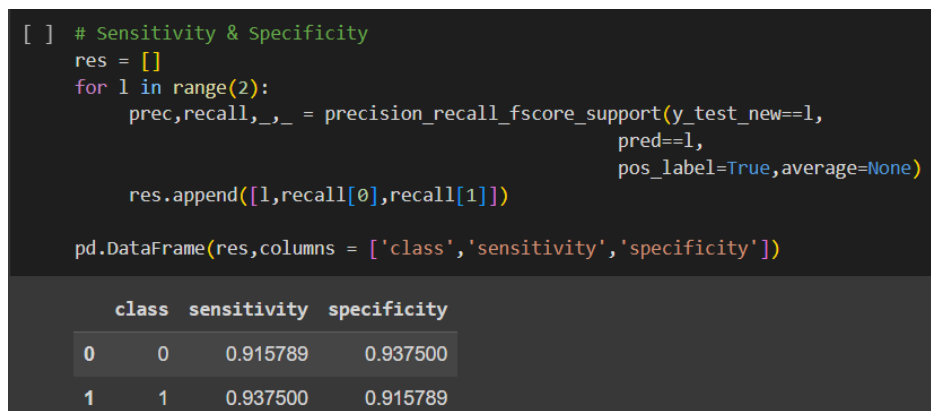 [ ] # Sensitivity & Specificity
res = []
for l in range(2):
prec,recall,_,_ = precision_recall_fscore_support(y_test_new==l,
pred==l,
pos_label=True,average=None)
res.append([l,recall[0],recall[1]])
pd.DataFrame(res,columns = ['class','sensitivity','specificity'])
class sensitivity specificity
0 0 0.915789 0.937500
1 1 0.937500 0.915789